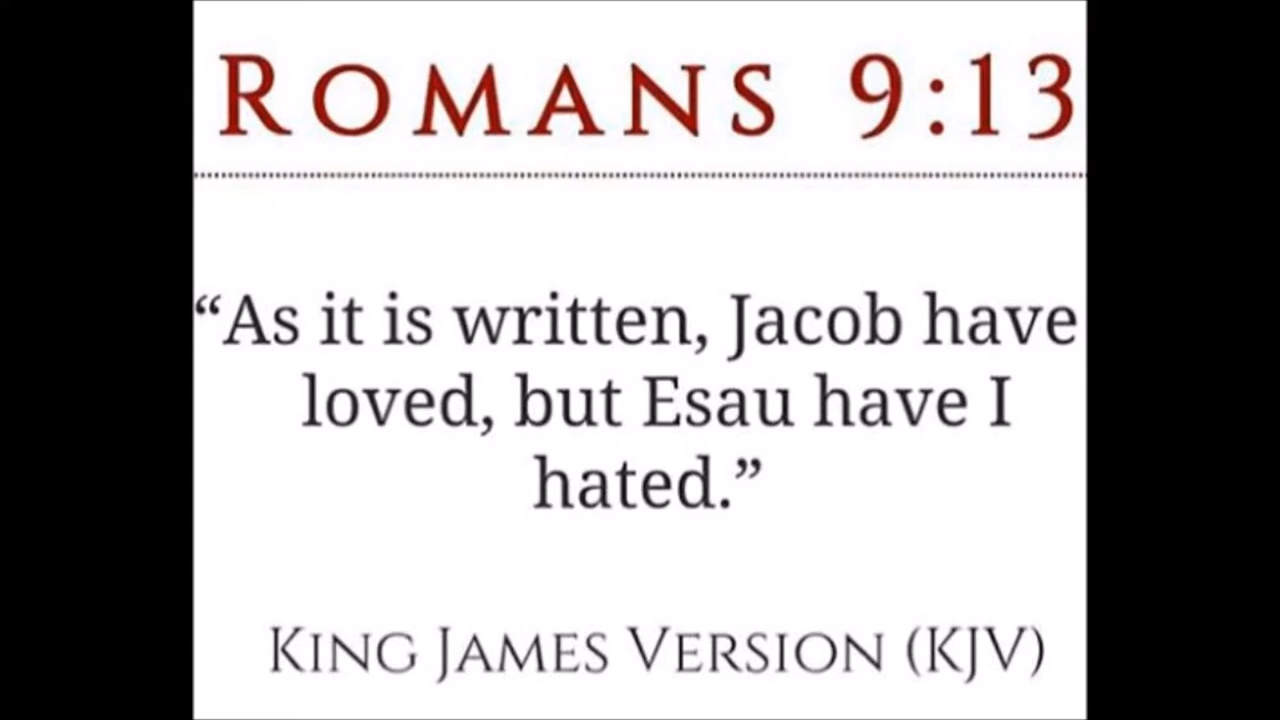 ROMANS 9:13
“As it is written, Jacob have
loved, but Esau have I
hated.”
KING JAMES VERSION (KJV)